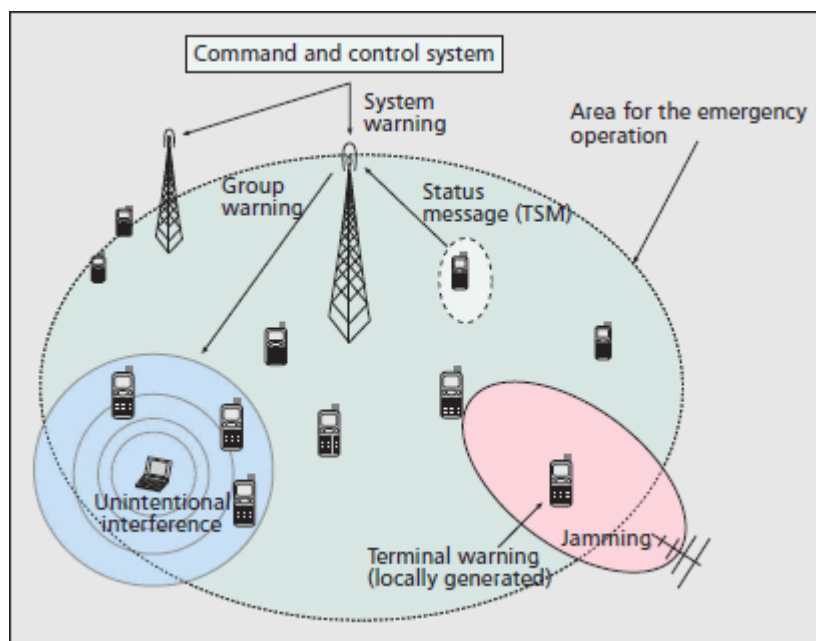 Command and control system
System
warning
Area for the emergency
operation
Group
warning
Status
message (TSM)
Unintentional
interference
Jamming
Terminal warning
(locally generated)